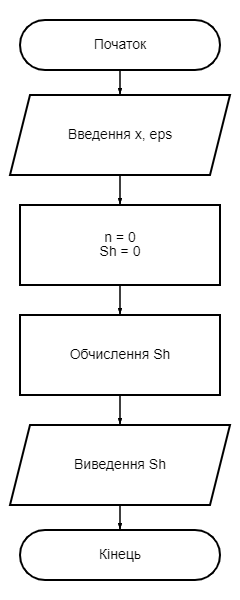 Початок
Введення x, eps
n = 0
Sh = 0
Обчислення Sh
Виведення Sh
Кінець